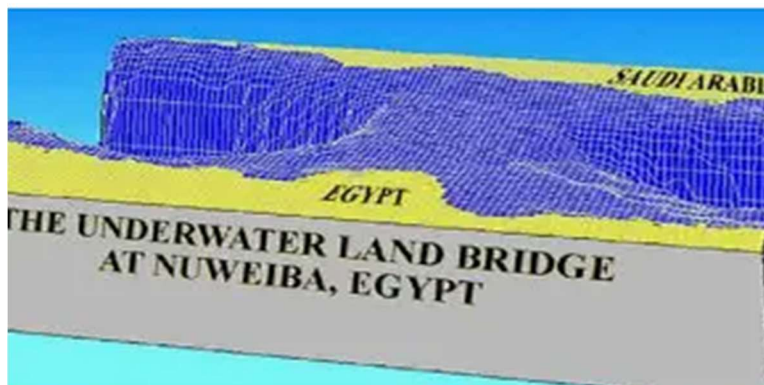 SAUDI ARABI
EGYPT
THE UNDERWATER LAND BRIDGE
AT NUWEIBA, EGYPT